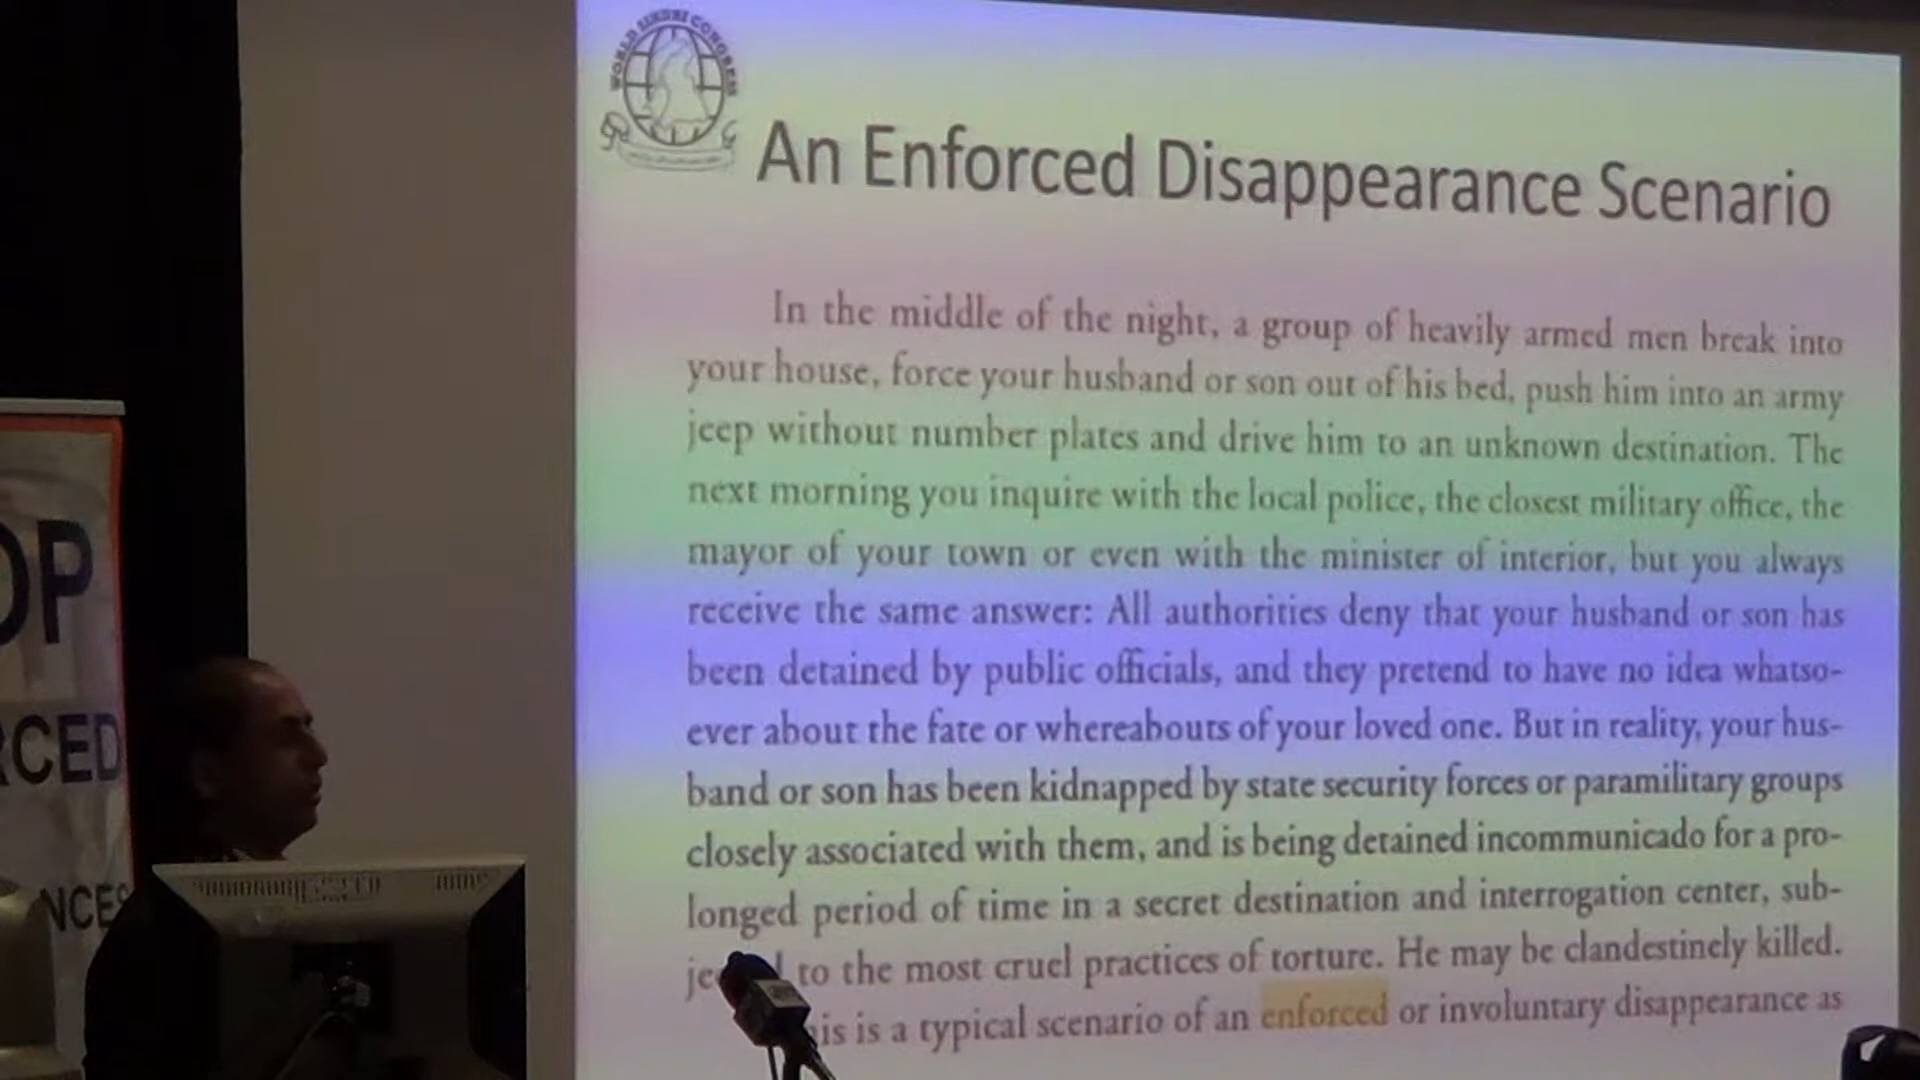 WORLD SINDHI CONGRESS
An Enforced Disappearance Scenario
In the middle of the night, a group of heavily armed men break into
your house, force your husband or son out of his bed, push him into an army
jeep without number plates and drive him to an unknown destination. The
next morning you inquire with the local police, the closest military office, the
mayor of your town or even with the minister of interior, but you always
receive the same answer: All authorities deny that your husband or son has
been detained by public officials, and they pretend to have no idea whatso-
ever about the fate or whereabouts of your loved one. But in reality, your hus-
band or son has been kidnapped by state security forces or paramilitary groups
closely associated with them, and is being detained incommunicado for a pro-
longed period of time in a secret destination and interrogation center, sub-
to the most cruel practices of torture. He may be clandestinely killed.
is is a typical scenario of an enforced or involuntary disappearance as
OP
RCED
NCES